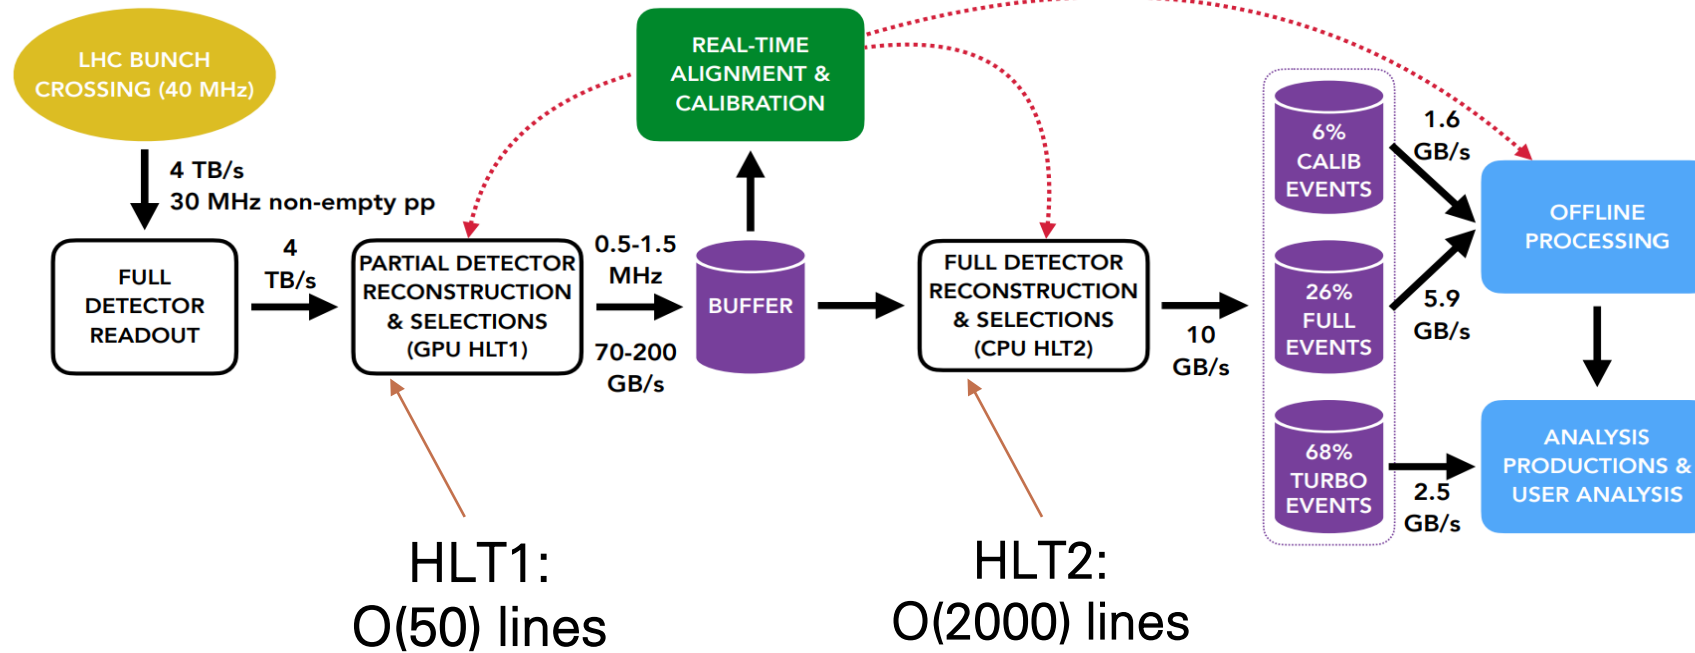 LHC BUNCH
CROSSING (40 MHz)
4 TB/s
30 MHz non-empty pp
FULL
DETECTOR
READOUT
4
TB/s
PARTIAL DETECTOR
RECONSTRUCTION
& SELECTIONS
(GPU HLT1)
0.5-1.5
MHz
70-200
GB/s
REAL-TIME
ALIGNMENT &
CALIBRATION
BUFFER
FULL DETECTOR
RECONSTRUCTION
& SELECTIONS
(CPU HLT2)
10
GB/s
6%
CALIB
EVENTS
1.6
GB/s
26%
FULL
EVENTS
5.9
GB/s
68%
TURBO
EVENTS
2.5
GB/s
OFFLINE
PROCESSING
ANALYSIS
PRODUCTIONS &
USER ANALYSIS
HLT1:
O(50) lines
HLT2:
O(2000) lines